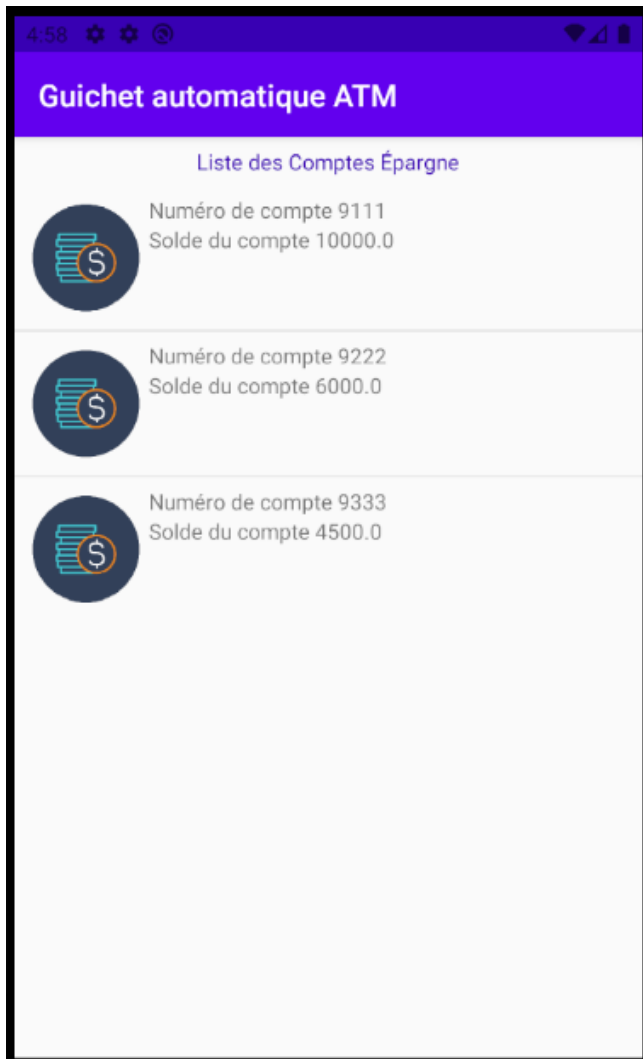 4:58
Guichet automatique ATM
Liste des Comptes Épargne
$
Numéro de compte 9111
Solde du compte 10000.0
$
Numéro de compte 9222
Solde du compte 6000.0
$
Numéro de compte 9333
Solde du compte 4500.0